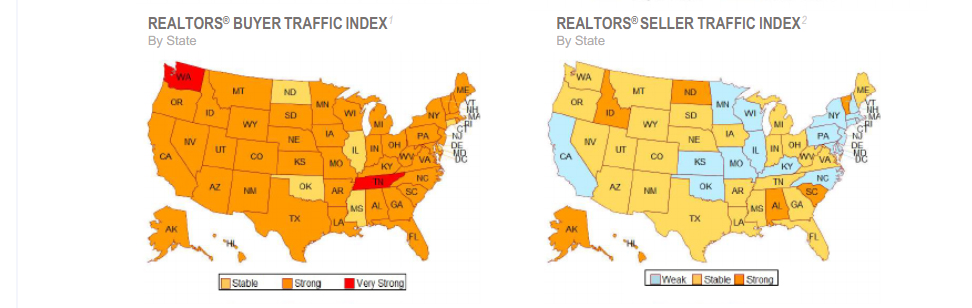 REALTORS® BUYER TRAFFIC INDEX1
By State
WA
MT
ND
MN
ME
OR
ID
SD
WI
MI
NY
VT
NH
MA
RI
CT
NJ
DE
MD
DC
WY
IA
NE
PA
NV
UT
CO
KS
MO
IL
IN
OH
WV
VA
KY
CA
AZ
NM
OK
AR
TN
NC
SC
MS
AL
GA
TX
LA
FL
AK
HI
Stable
Strong
Very Strong
REALTORS® SELLER TRAFFIC INDEX2
By State
WA
MT
ND
MN
ME
OR
ID
SD
WI
MI
NY
VT
NH
MA
RI
CT
NJ
DE
MD
DC
WY
IA
NE
PA
NV
UT
CO
KS
MO
IL
IN
OH
WV
VA
KY
CA
AZ
NM
OK
AR
TN
NC
SC
MS
AL
GA
TX
LA
FL
AK
HI
Weak
Stable
Strong